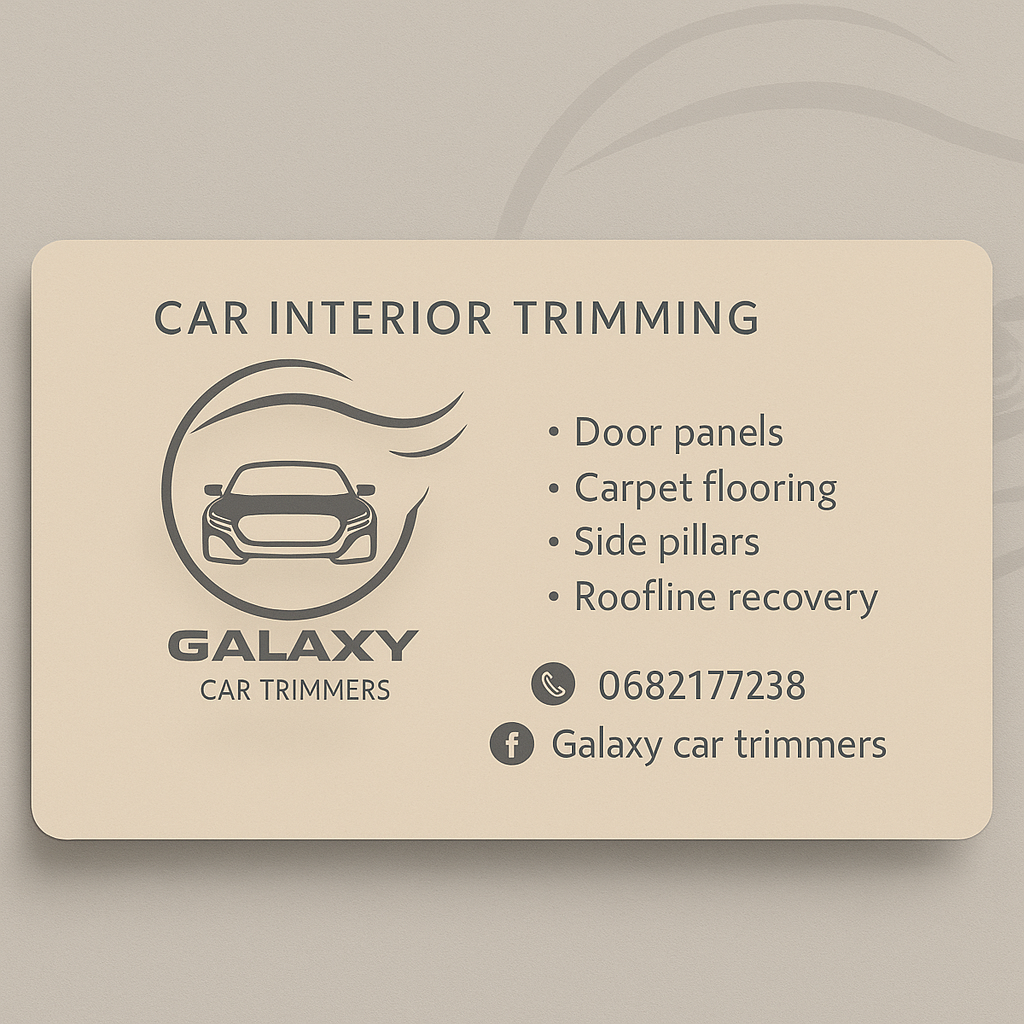 CAR INTERIOR TRIMMING
GALAXY
CAR TRIMMERS
• Door panels
• Carpet flooring
• Side pillars
• Roofline recovery
0682177238
Galaxy car trimmers